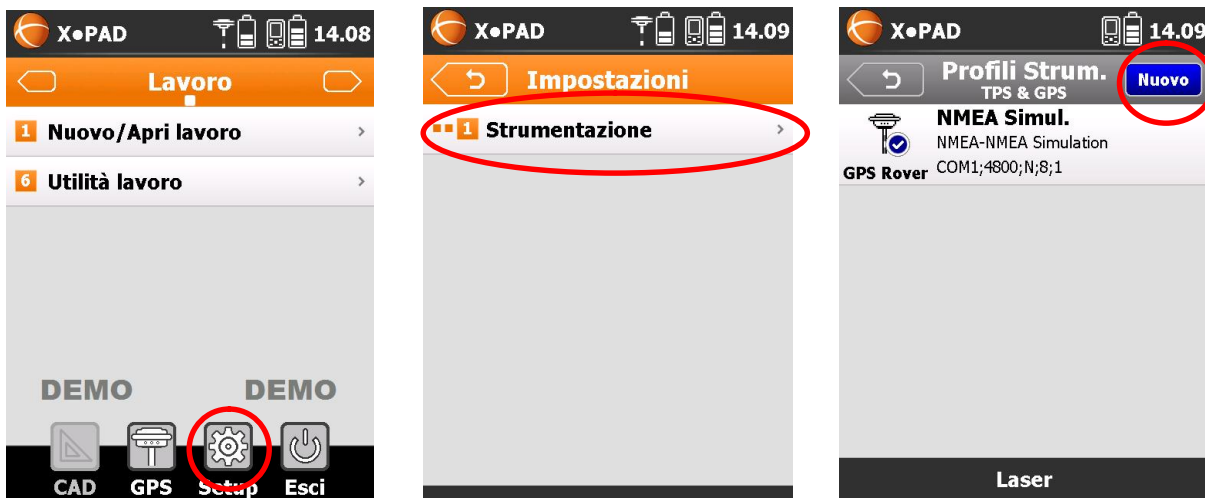 X•PAD 14.08
Lavoro
1 Nuovo/Apri lavoro
6 Utilità lavoro
DEMO DEMO
CAD GPS Setup Esci
X•PAD 14.09
Impostazioni
1 Strumentazione
X•PAD 14.09
Profili Strum.
TPS & GPS
Nuovo
NMEA Simul.
NMEA-NMEA Simulation
COM1;4800;N;8;1
GPS Rover
Laser